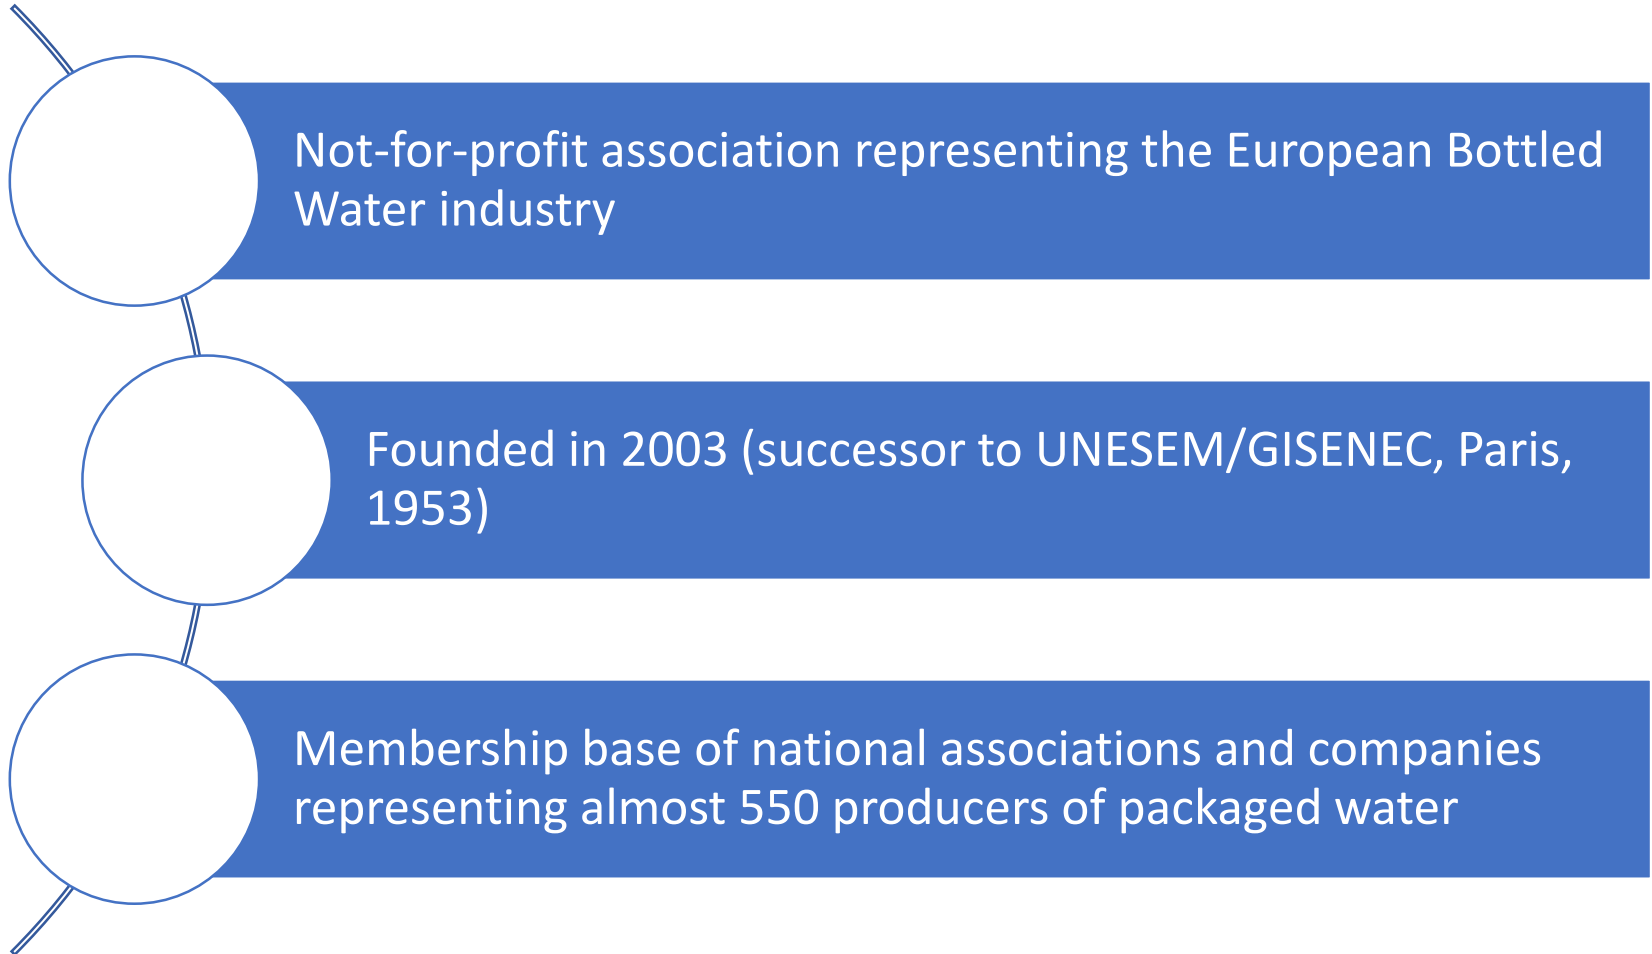 Not-for-profit association representing the European Bottled
Water industry
Founded in 2003 (successor to UNESEM/GISENEC, Paris,
1953)
Membership base of national associations and companies
representing almost 550 producers of packaged water